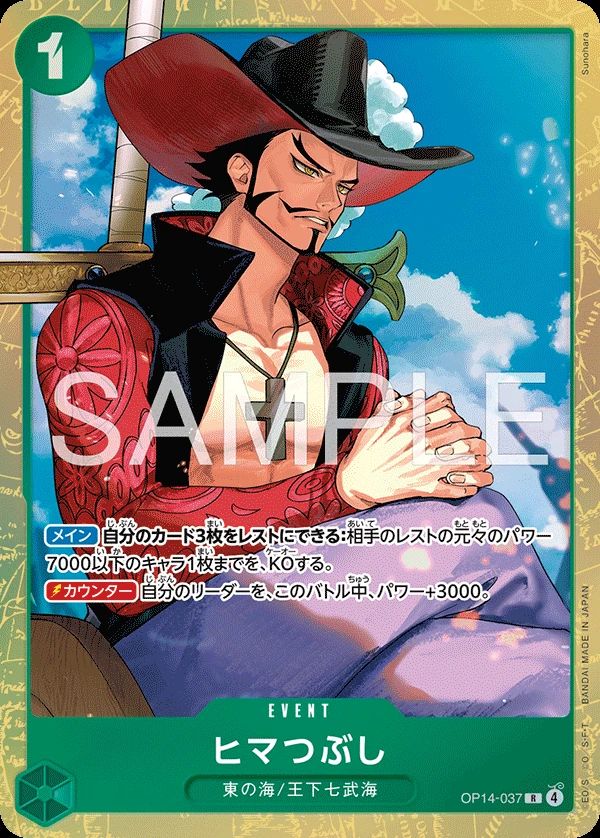 1
Sunohara
SAMPLE
メイン 自分のカード3枚をレストにできる:相手のレストの元々のパワー
7000以下のキャラ1枚までを、KOする。
カウンター 自分のリーダーを、このバトル中、パワー+3000。
EVENT
ヒマつぶし
東の海/王下七武海
OP14-037 R 4
BANDAI MADE IN JAPAN